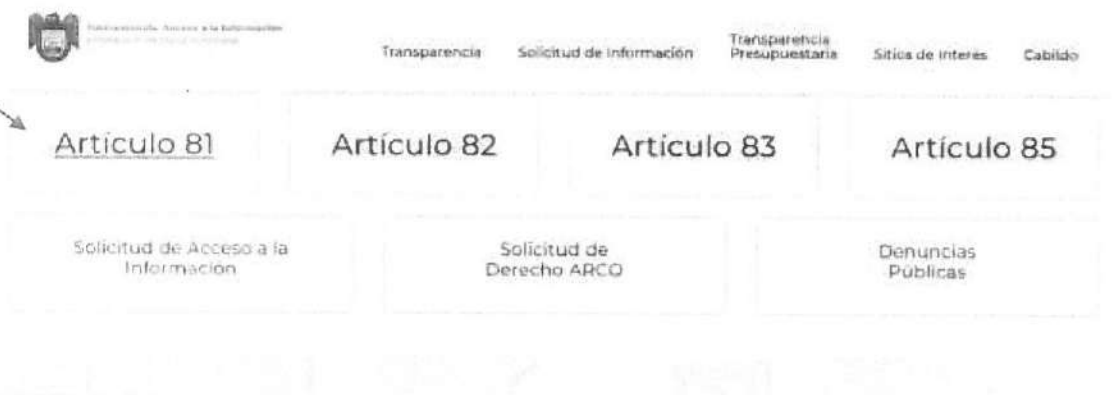 Transparencia
Solicitud de Información
Transparencia
Presupuestaria
Sitios de Interés
Cabildo
Artículo 81
Artículo 82
Artículo 83
Artículo 85
Solicitud de Acceso a la
Información
Solicitud de
Derecho ARCO
Denuncias
Públicas